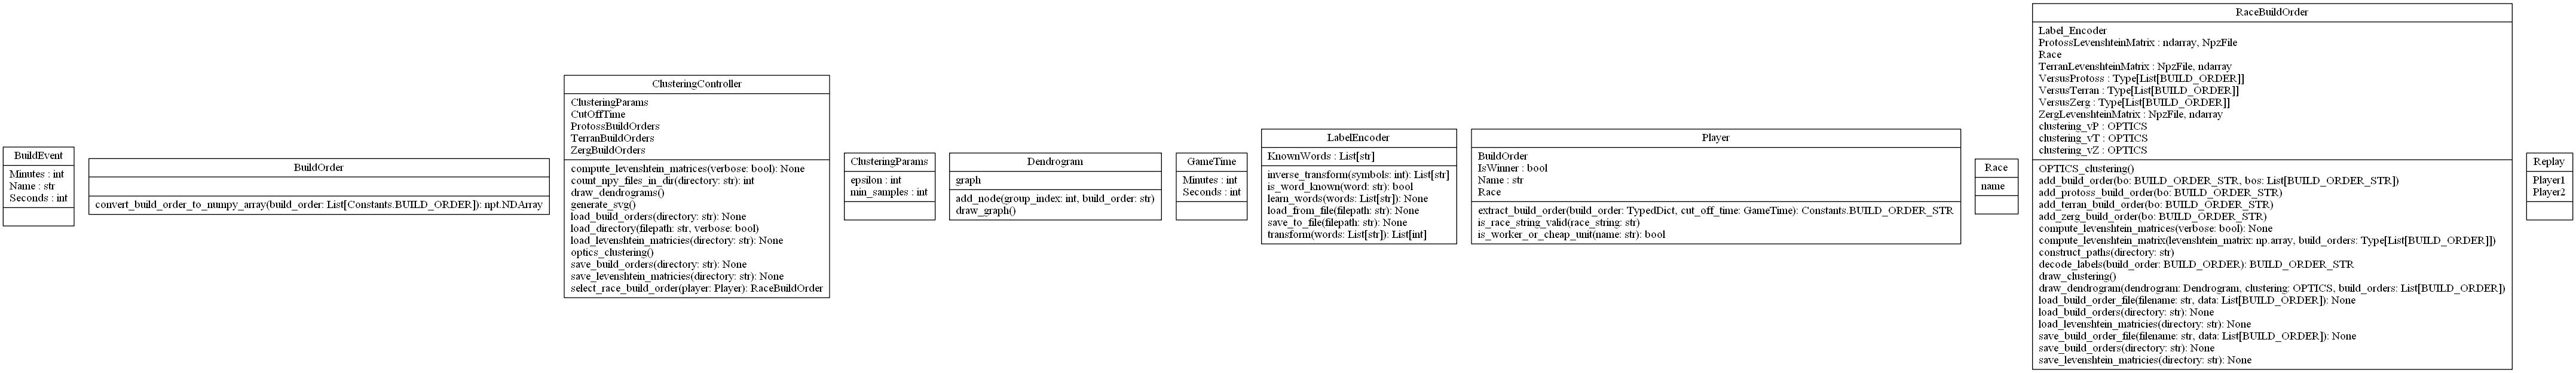 BuildEvent
Minutes : int
Name : str
Seconds : int
BuildOrder
convert_build_order_to_numpy_array(build_order: List[Constants.BUILD_ORDER]): npt.NDArray
ClusteringController
ClusteringParams
CutOffTime
ProtossBuildOrders
TerranBuildOrders
ZergBuildOrders
compute_levenshtein_matrices(verbose: bool): None
count_npy_files_in_dir(directory: str): int
draw_dendrograms()
generate_svg()
load_build_orders(directory: str): None
load_directory(filepath: str, verbose: bool)
load_levenshtein_matricies(directory: str): None
optics_clustering()
save_build_orders(directory: str): None
save_levenshtein_matricies(directory: str): None
select_race_build_order(player: Player): RaceBuildOrder
ClusteringParams
epsilon : int
min_samples : int
Dendrogram
graph
add_node(group_index: int, build_order: str)
draw_graph()
GameTime
Minutes : int
Seconds : int
LabelEncoder
KnownWords : List[str]
inverse_transform(symbols: int): List[str]
is_word_known(word: str): bool
learn_words(words: List[str]): None
load_from_file(filepath: str): None
save_to_file(filepath: str): None
transform(words: List[str]): List[int]
Player
BuildOrder
IsWinner : bool
Name : str
Race
extract_build_order(build_order: TypedDict, cut_off_time: GameTime): Constants.BUILD_ORDER_STR
is_race_string_valid(race_string: str)
is_worker_or_cheap_unit(name: str): bool
Race
name
RaceBuildOrder
Label_Encoder
ProtossLevenshteinMatrix : ndarray, NpzFile
Race
TerranLevenshteinMatrix : NpzFile, ndarray
VersusProtoss : Type[List[BUILD_ORDER]]
VersusTerran : Type[List[BUILD_ORDER]]
VersusZerg : Type[List[BUILD_ORDER]]
ZergLevenshteinMatrix : NpzFile, ndarray
clustering_vP : OPTICS
clustering_vT : OPTICS
clustering_vZ : OPTICS
OPTICS_clustering()
add_build_order(bo: BUILD_ORDER_STR, bos: List[BUILD_ORDER_STR])
add_protoss_build_order(bo: BUILD_ORDER_STR)
add_terran_build_order(bo: BUILD_ORDER_STR)
add_zerg_build_order(bo: BUILD_ORDER_STR)
compute_levenshtein_matrices(verbose: bool): None
compute_levenshtein_matrix(levenshtein_matrix: np.array, build_orders: Type[List[BUILD_ORDER]])
construct_paths(directory: str)
decode_labels(build_order: BUILD_ORDER): BUILD_ORDER_STR
draw_clustering()
draw_dendrogram(dendrogram: Dendrogram, clustering: OPTICS, build_orders: List[BUILD_ORDER])
load_build_order_file(filename: str, data: List[BUILD_ORDER]): None
load_build_orders(directory: str): None
load_levenshtein_matricies(directory: str): None
save_build_order_file(filename: str, data: List[BUILD_ORDER]): None
save_build_orders(directory: str): None
save_levenshtein_matricies(directory: str): None
Replay
Player1
Player2